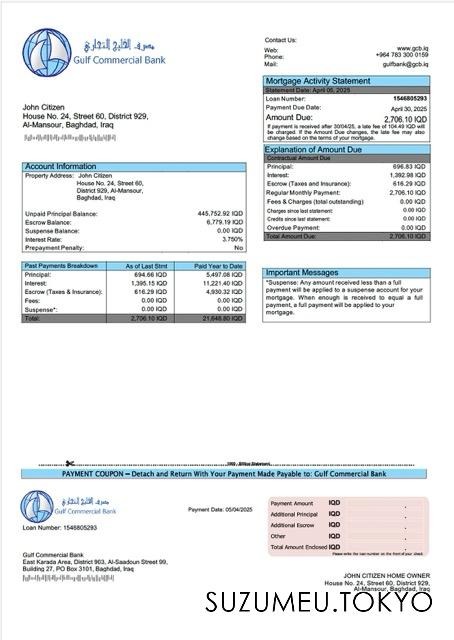 مصرف الخليج التجاري
Gulf Commercial Bank
Contact Us:
Web: www.gcb.iq
Phone: +964 783 300 0159
Mail: gulfbank@gcb.iq
Mortgage Activity Statement
Statement Date: April 05, 2025
Loan Number: 1546805293
Payment Due Date: April 30, 2025
Amount Due: 2,706.10 IQD
If payment is received after 30/04/25, a late fee of 104.49 IQD will
be charged. If the Amount Due changes, the late fee may also
change based on the terms of your mortgage.
John Citizen
House No. 24, Street 60, District 929,
Al-Mansour, Baghdad, Iraq
Explanation of Amount Due
Contractual Amount Due
Principal: 696.83 IQD
Interest: 1,392.98 IQD
Escrow (Taxes and Insurance): 616.29 IQD
Regular Monthly Payment: 2,706.10 IQD
Fees & Charges (total outstanding) 0.00 IQD
Charges since last statement: 0.00 IQD
Credits since last statement: 0.00 IQD
Overdue Payment: 0.00 IQD
Total Amount Due: 2,706.10 IQD
Account Information
Property Address: John Citizen
House No. 24, Street 60,
District 929, Al-Mansour,
Baghdad, Iraq
Unpaid Principal Balance: 445,752.92 IQD
Escrow Balance: 6,779.19 IQD
Suspense Balance: 0.00 IQD
Interest Rate: 3.750%
Prepayment Penalty: No
Past Payments Breakdown As of Last Stmt Paid Year to Date
Principal: 694.66 IQD 5,497.08 IQD
Interest: 1,395.15 IQD 11,221.40 IQD
Escrow (Taxes & Insurance): 616.29 IQD 4,930.32 IQD
Fees: 0.00 IQD 0.00 IQD
Suspense*: 0.00 IQD 0.00 IQD
Total: 2,706.10 IQD 21,648.80 IQD
Important Messages
*Suspense: Any amount received less than a full
payment will be applied to a suspense account for your
mortgage. When enough is received to equal a full
payment, a full payment will be applied to your
mortgage.
PAYMENT COUPON – Detach and Return With Your Payment Made Payable to: Gulf Commercial Bank
مصرف الخليج التجاري
Gulf Commercial Bank
Loan Number: 1546805293
Payment Date: 05/04/2025
Payment Amount IQD .
Additional Principal IQD .
Additional Escrow IQD .
Other IQD .
Total Amount Enclosed IQD .
Please write the loan number on the front of your check.
Gulf Commercial Bank
East Karada Area, District 903, Al-Saadoun Street 99,
Building 27, PO Box 3101, Baghdad, Iraq
JOHN CITIZEN HOME OWNER
House No. 24, Street 60, District 929,
Al-Mansour, Baghdad, Iraq
SUZUMEU.TOKYO